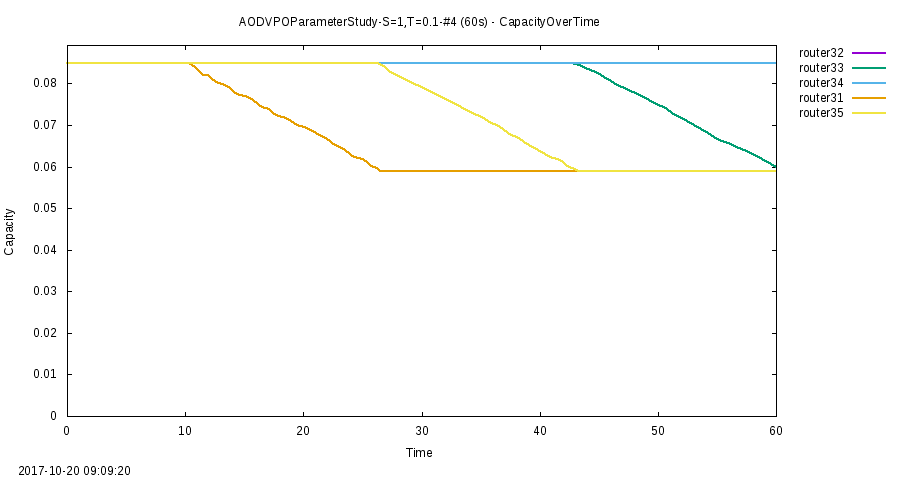 AODVPOParameterStudy-S=1,T=0.1-#4 (60s) - CapacityOverTime
router32
router33
router34
router31
router35
0.08
0.07
0.06
0.05
0.04
0.03
0.02
0.01
0
Capacity
0 10 20 30 40 50 60
Time
2017-10-20 09:09:20